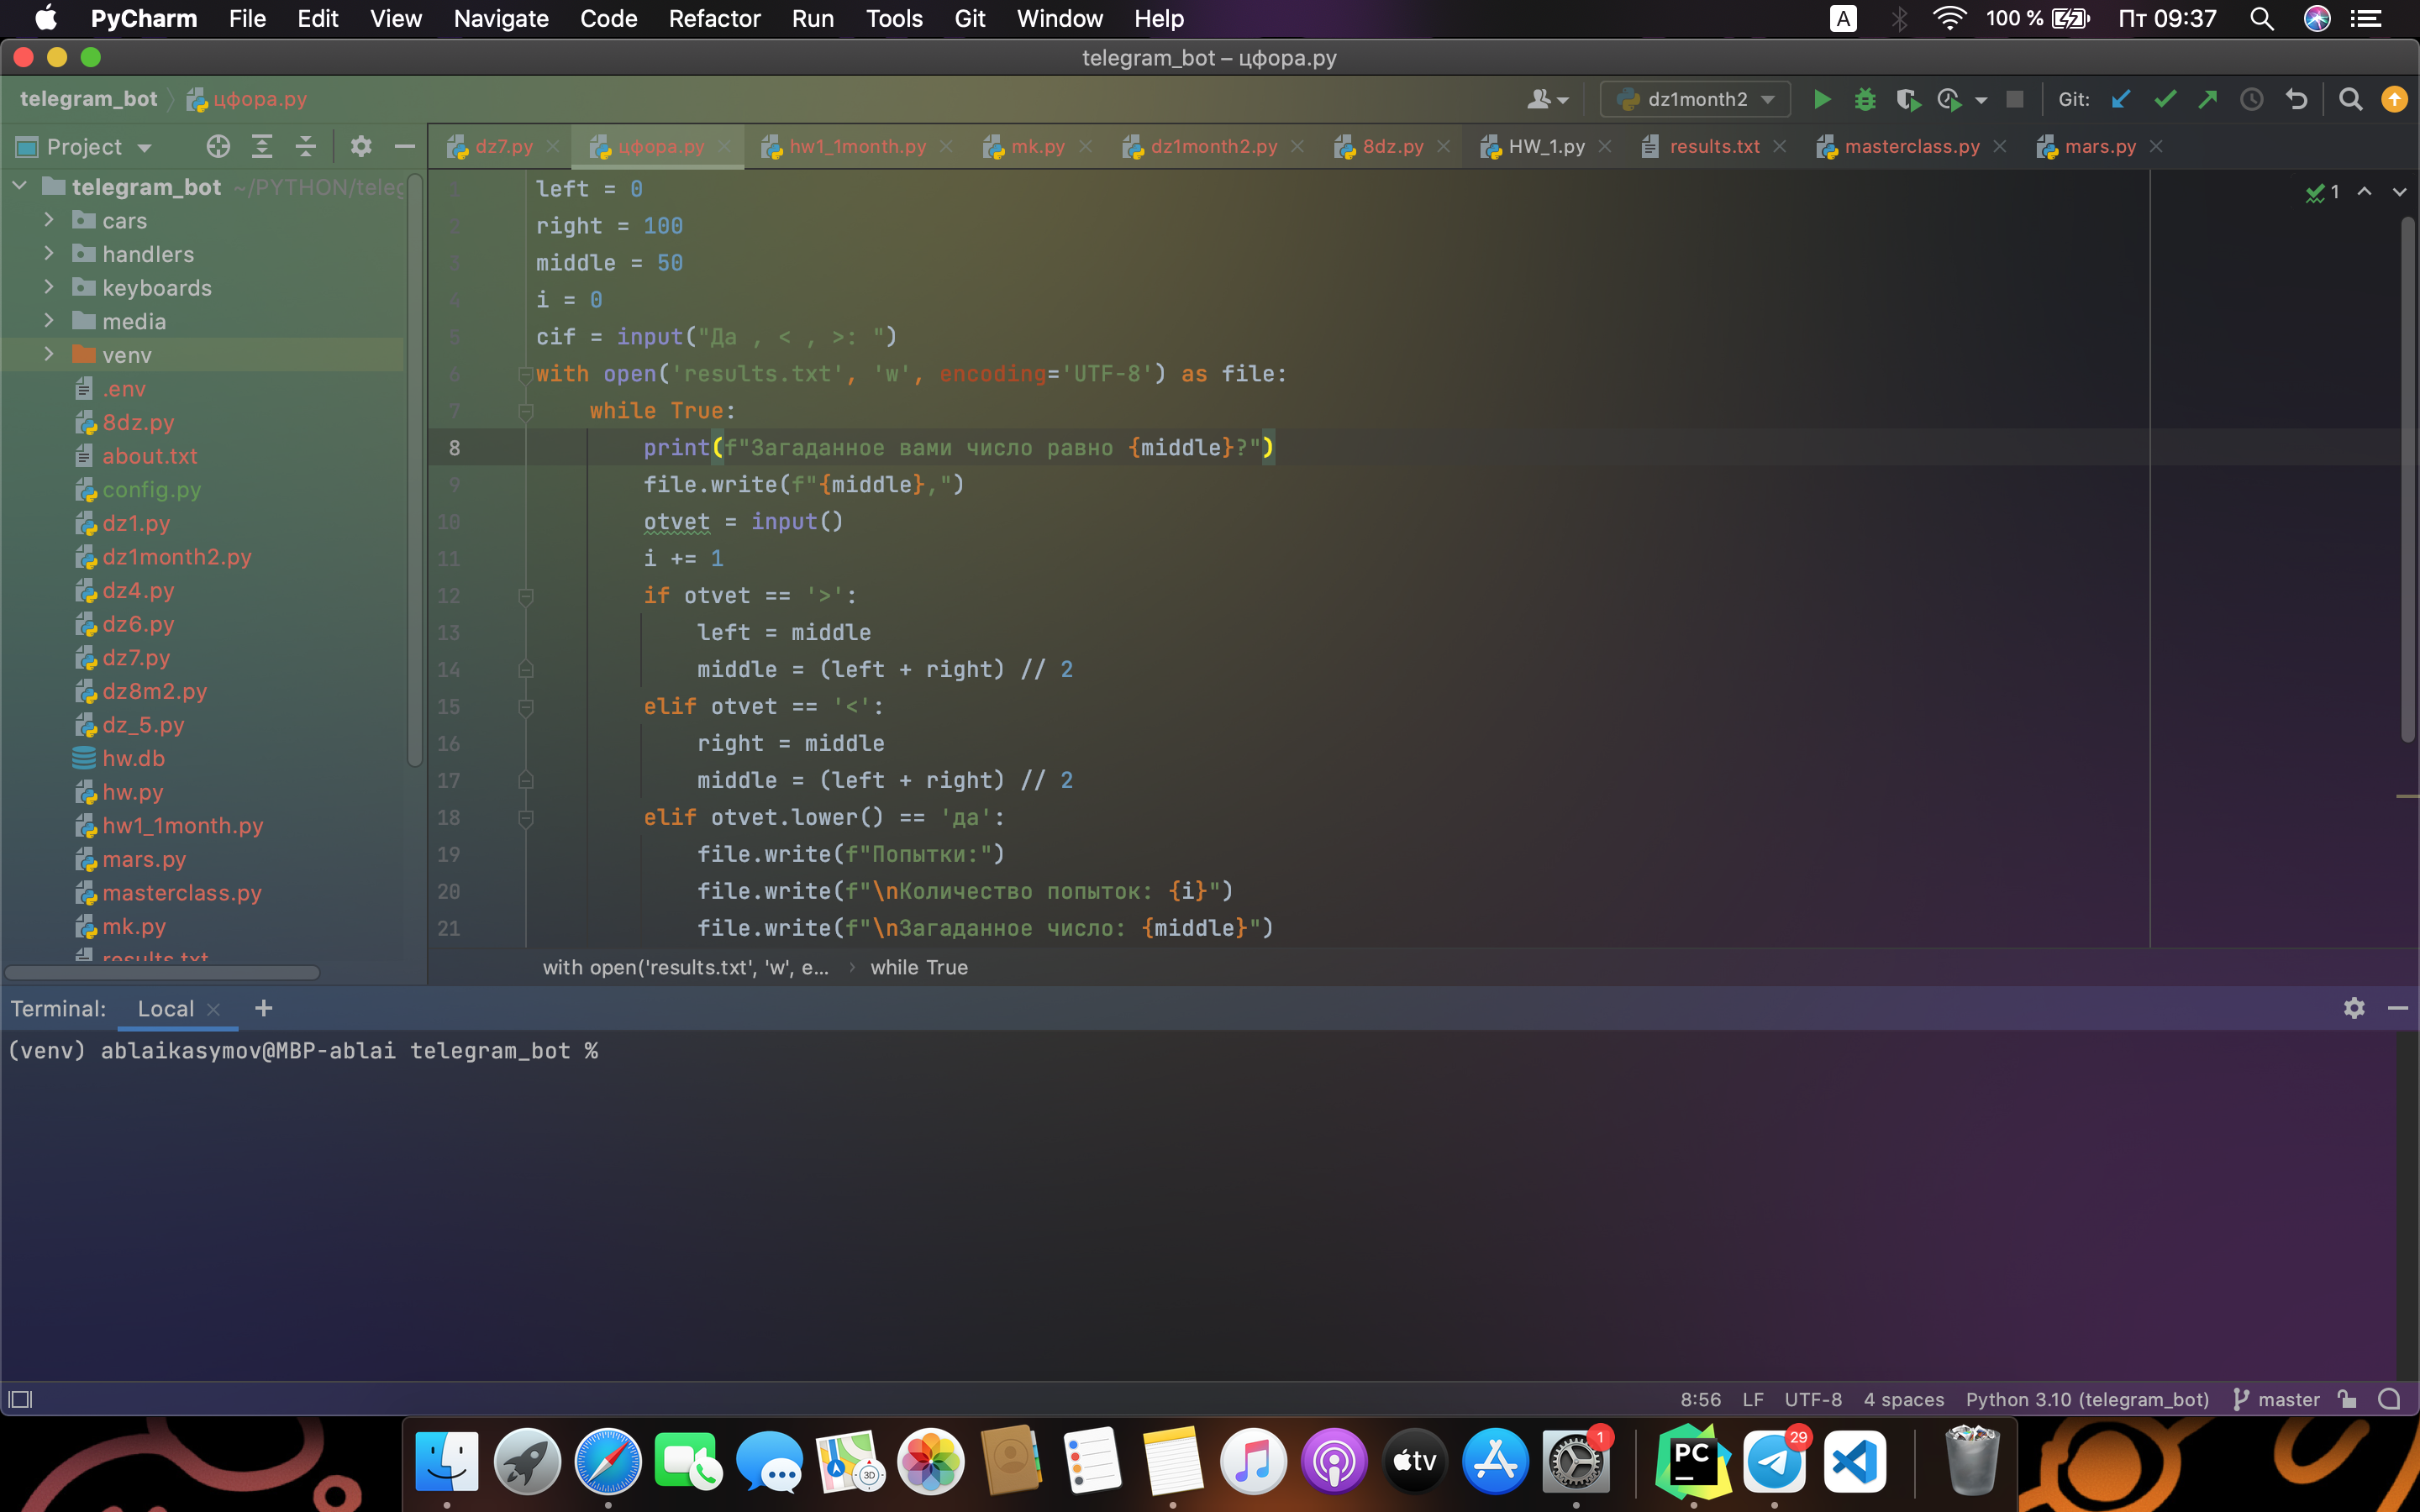 PyCharm File Edit View Navigate Code Refactor Run Tools Git Window Help A 100 % Пт 09:37
telegram_bot – цфора.py
telegram_bot цфора.py dz1month2 Git:
Project dz7.py цфора.py hw1_1month.py mk.py dz1month2.py 8dz.py HW_1.py results.txt masterclass.py mars.py
telegram_bot ~/PYTHON/teleg
cars
handlers
keyboards
media
venv
.env
8dz.py
about.txt
config.py
dz1.py
dz1month2.py
dz4.py
dz6.py
dz7.py
dz8m2.py
dz_5.py
hw.db
hw.py
hw1_1month.py
mars.py
masterclass.py
mk.py
results.txt
1 left = 0
2 right = 100
3 middle = 50
4 i = 0
5 cif = input("Да , < , >: ")
6 with open('results.txt', 'w', encoding='UTF-8') as file:
7 while True:
8 print(f"Загаданное вами число равно {middle}?")
9 file.write(f"{middle},")
10 otvet = input()
11 i += 1
12 if otvet == '>':
13 left = middle
14 middle = (left + right) // 2
15 elif otvet == '<':
16 right = middle
17 middle = (left + right) // 2
18 elif otvet.lower() == 'да':
19 file.write(f"Попытки:")
20 file.write(f"\nКоличество попыток: {i}")
21 file.write(f"\nЗагаданное число: {middle}")
1
with open('results.txt', 'w', e... › while True
Terminal: Local +
(venv) ablaikasymov@MBP-ablai telegram_bot %
8:56 LF UTF-8 4 spaces Python 3.10 (telegram_bot) master
3D
tv
1
PC
29